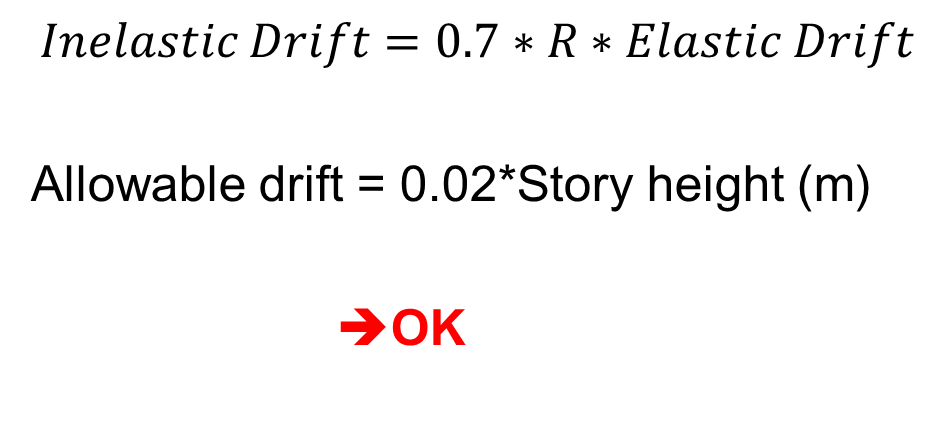 Inelastic Drift = 0.7 * R * Elastic Drift
Allowable drift = 0.02*Story height (m)
➔OK